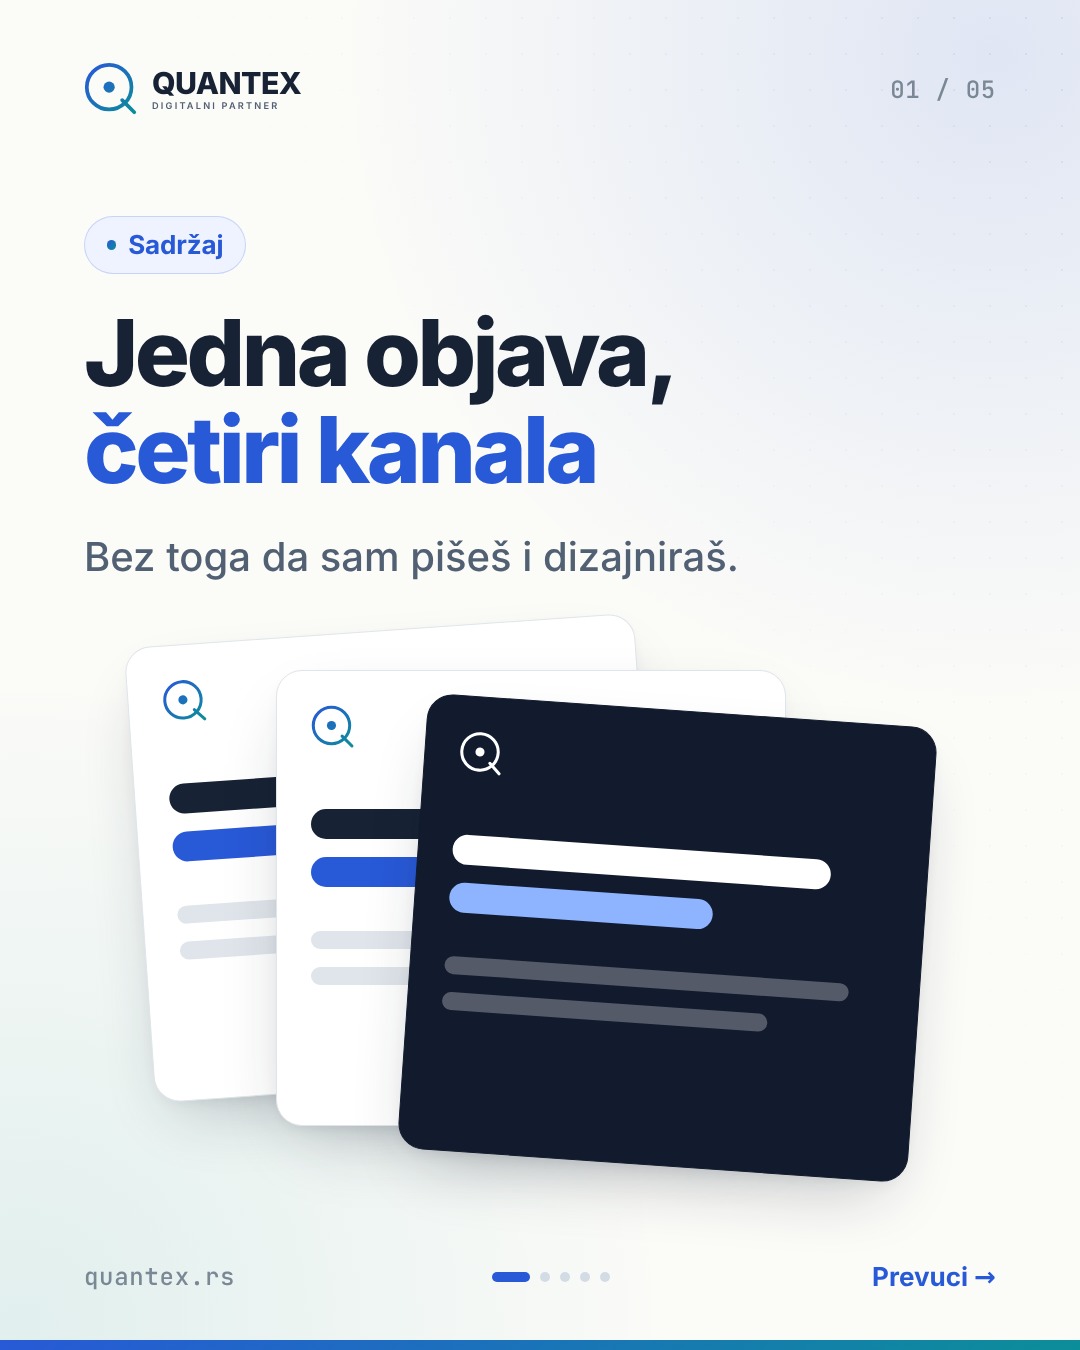 QUANTEX
DIGITALNI PARTNER
01 / 05
Sadržaj
Jedna objava,
četiri kanala
Bez toga da sam pišeš i dizajniraš.
quantex.rs
Prevuci →